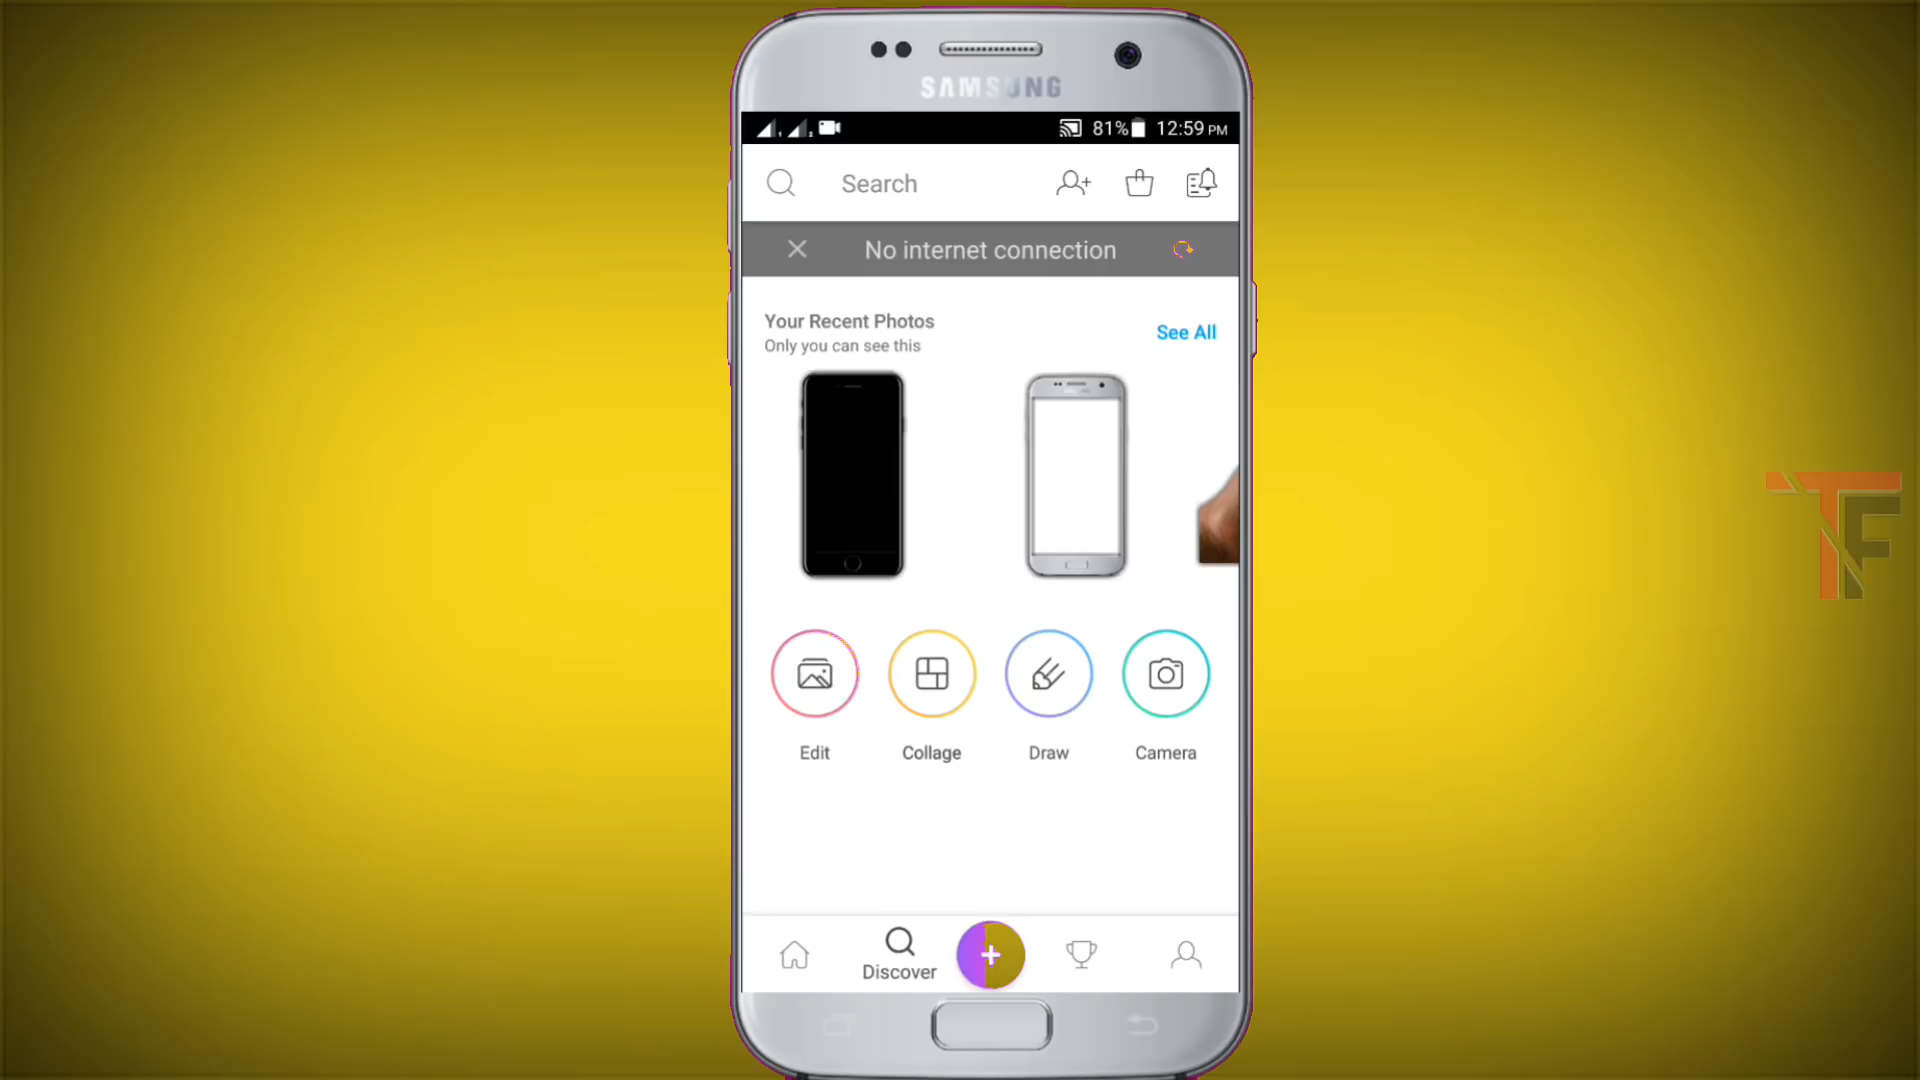 SAMSUNG
81% 12:59 PM
Search
No internet connection
Your Recent Photos
See All
Only you can see this
Edit Collage Draw Camera
Discover
TF